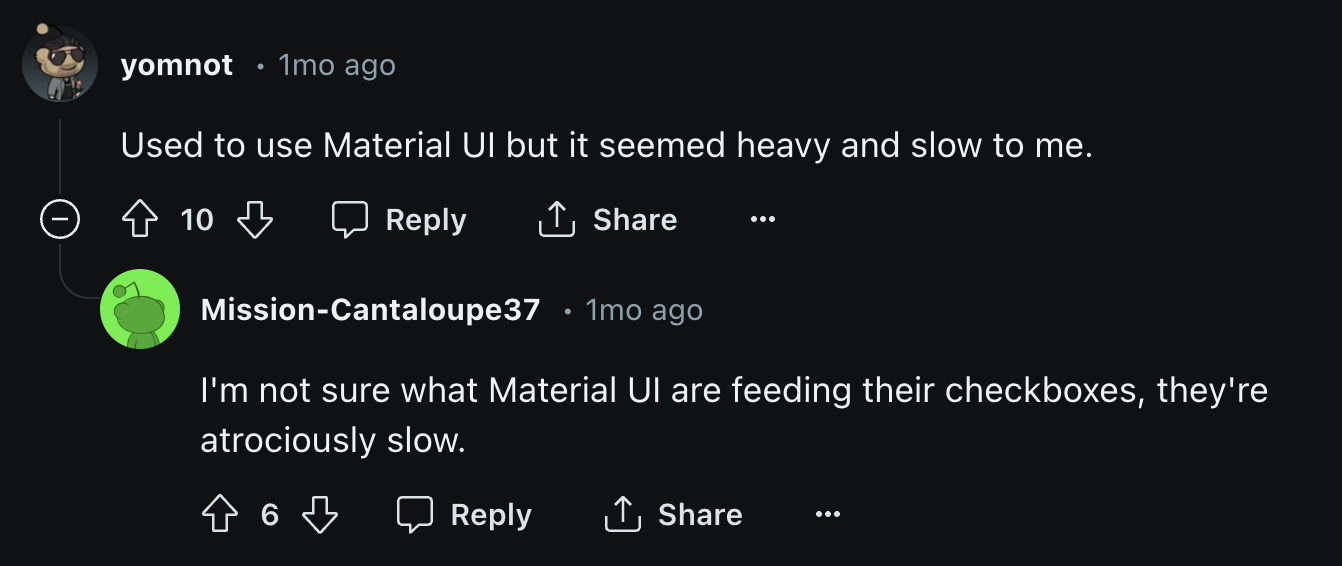 yomnot • 1mo ago
Used to use Material UI but it seemed heavy and slow to me.
10 Reply Share
Mission-Cantaloupe37 • 1mo ago
I'm not sure what Material UI are feeding their checkboxes, they're
atrociously slow.
6 Reply Share